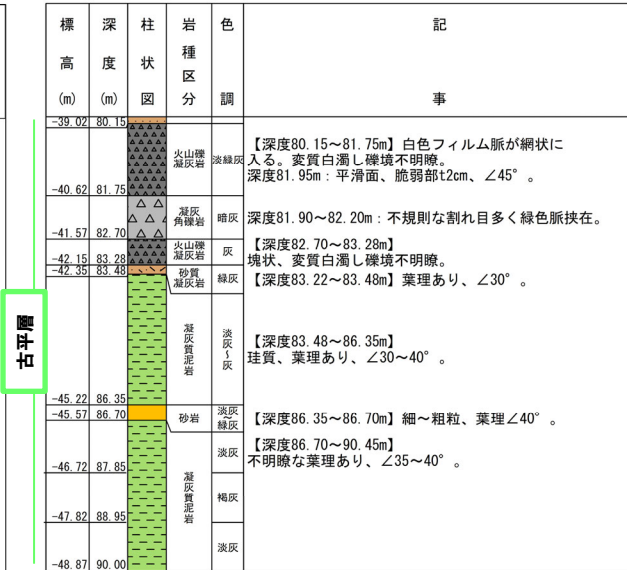 標高(m) 深度(m) 柱状図 岩種区分 色調 記事
-39.02 80.15
火山礫凝灰岩 淡緑灰
【深度80.15～81.75m】白色フィルム脈が網状に
入る。変質白濁し礫境不明瞭。
深度81.95m：平滑面、脆弱部t2cm、∠45°。
-40.62 81.75
凝灰角礫岩 暗灰 深度81.90～82.20m：不規則な割れ目多く緑色脈挟在。
-41.57 82.70
火山礫凝灰岩 灰 【深度82.70～83.28m】
塊状、変質白濁し礫境不明瞭。
-42.15 83.28
砂質凝灰岩 緑灰 【深度83.22～83.48m】葉理あり、∠30°。
-42.35 83.48
古平層
凝灰質泥岩 淡灰～灰
【深度83.48～86.35m】
珪質、葉理あり、∠30～40°。
-45.22 86.35
砂岩 淡灰～緑灰 【深度86.35～86.70m】細～粗粒、葉理∠40°。
-45.57 86.70
凝灰質泥岩 淡灰 【深度86.70～90.45m】
不明瞭な葉理あり、∠35～40°。
-46.72 87.85
褐灰
-47.82 88.95
淡灰
-48.87 90.00